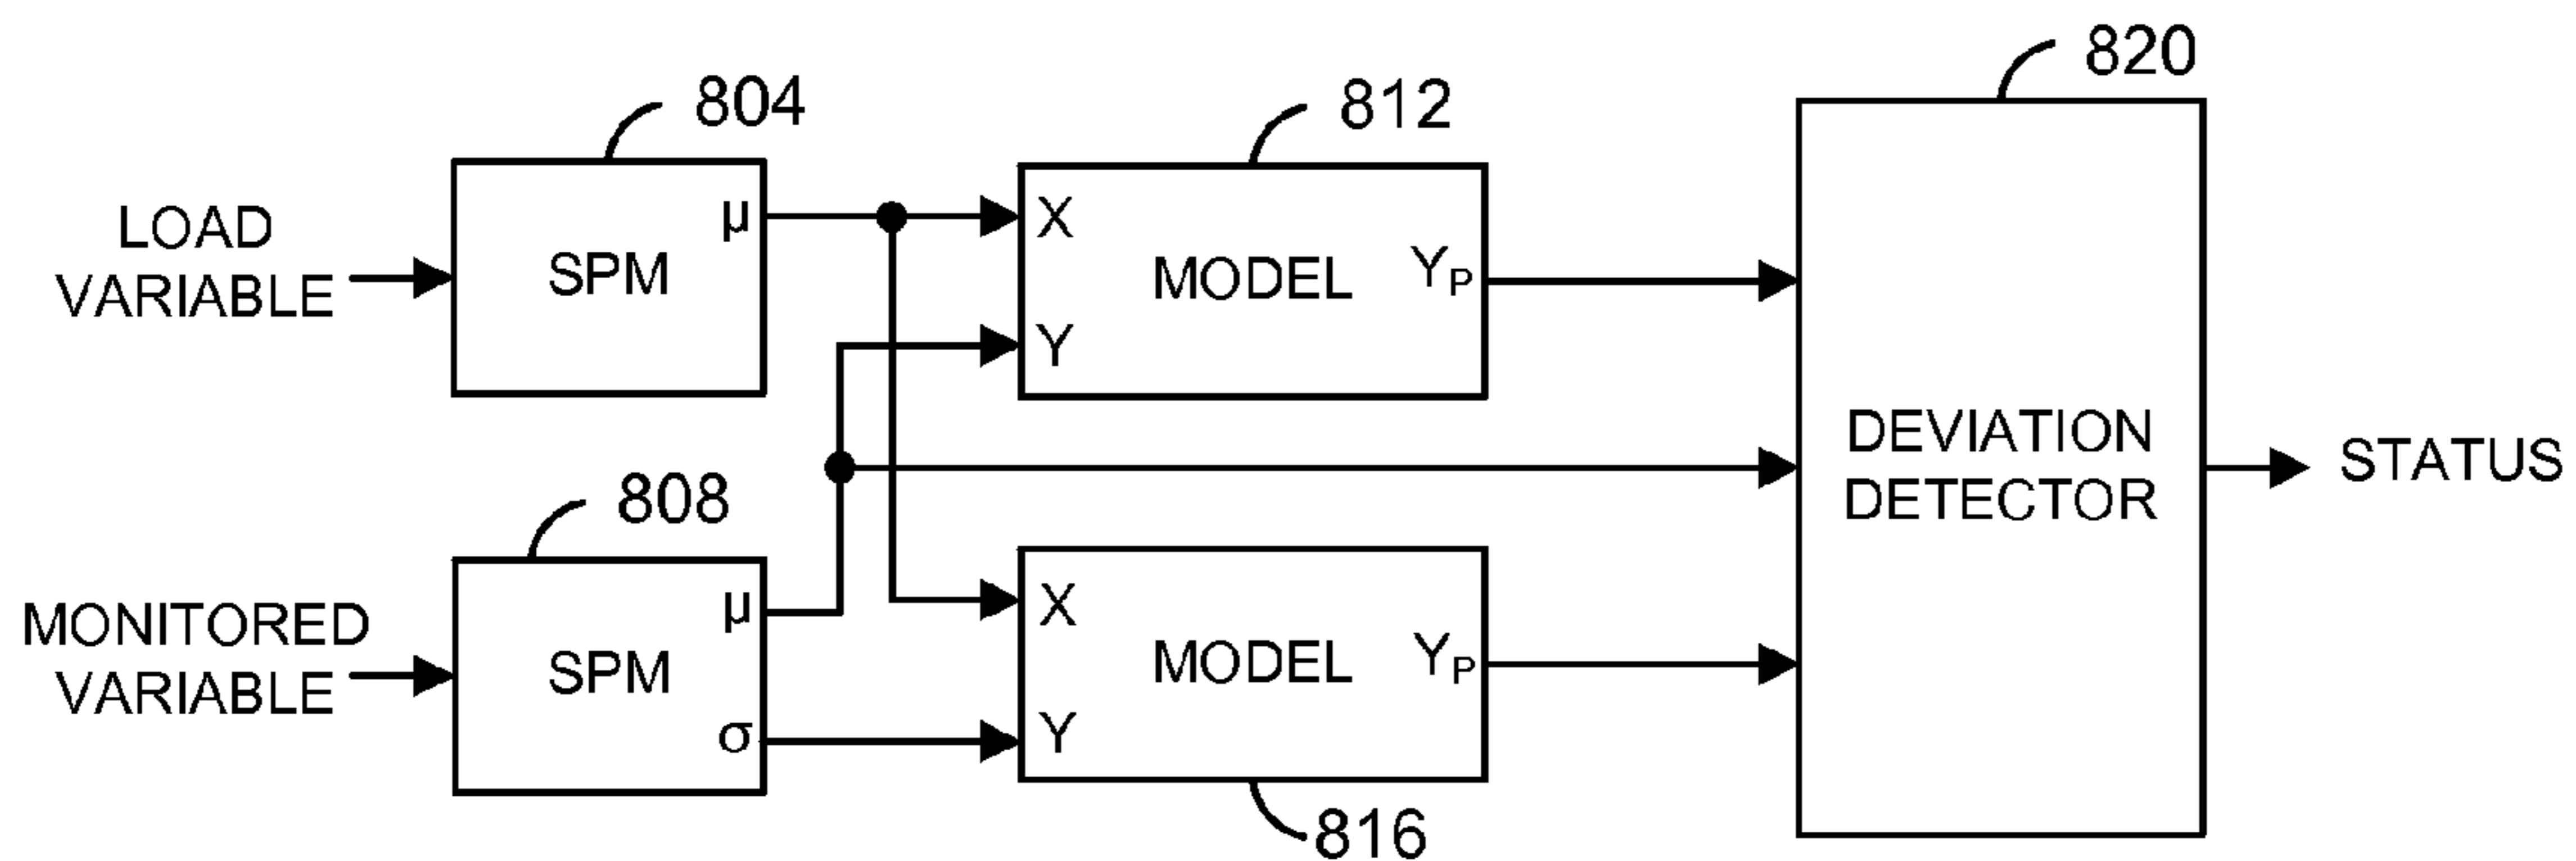 804
LOAD
VARIABLE
SPM
μ
812
X
Y
MODEL
YP
808
MONITORED
VARIABLE
SPM
μ
σ
X
Y
MODEL
YP
816
820
DEVIATION
DETECTOR
STATUS